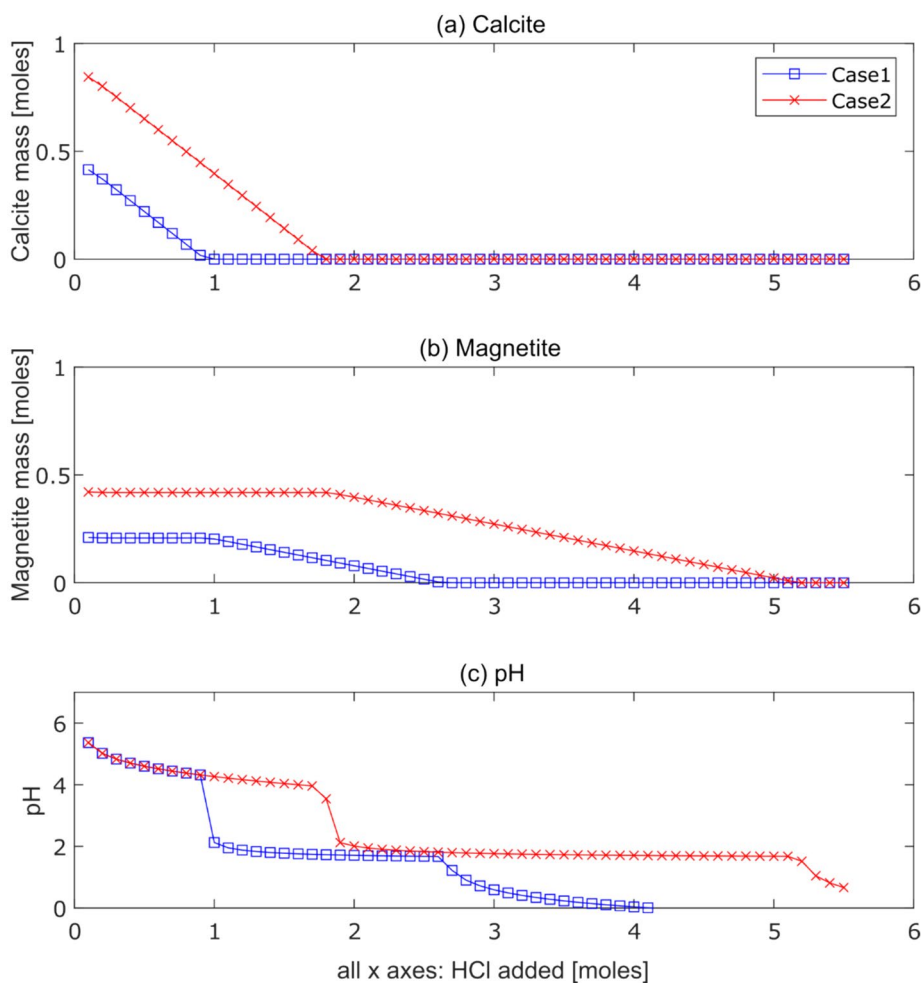 (a) Calcite
Calcite mass [moles]
1
0.5
0
0 1 2 3 4 5 6
Case1
Case2
(b) Magnetite
Magnetite mass [moles]
1
0.5
0
0 1 2 3 4 5 6
(c) pH
pH
6
4
2
0
0 1 2 3 4 5 6
all x axes: HCl added [moles]